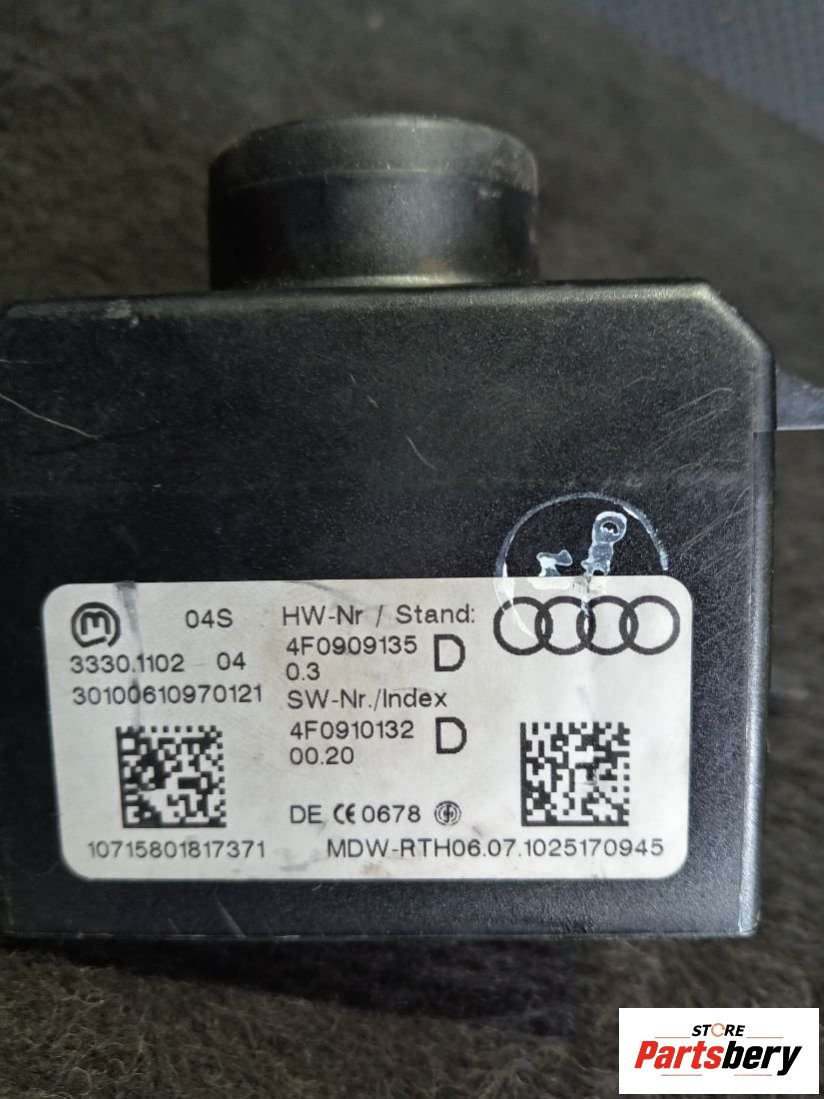 M 04S
3330.1102 04
30100610970121
HW-Nr / Stand:
4F0909135 D
0.3
SW-Nr./Index
4F0910132 D
00.20
DE CE 0678
10715801817371
MDW-RTH06.07.1025170945
STORE
Partsbery